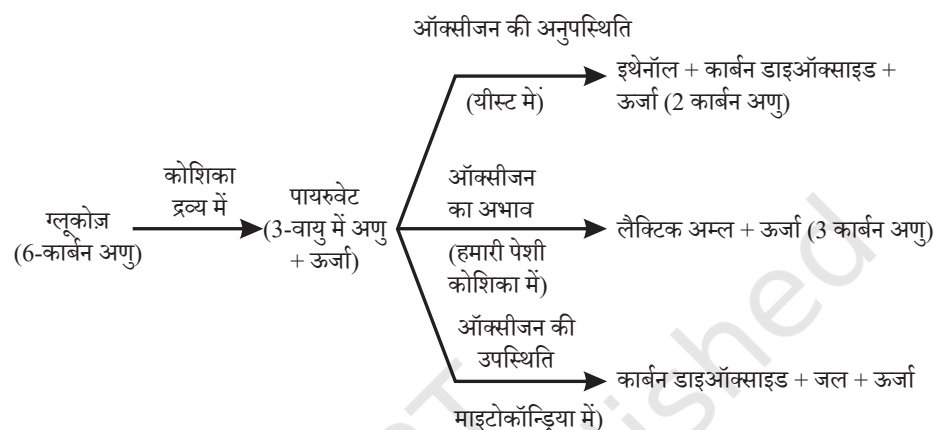 ऑक्सीजन की अनुपस्थिति
इथेनॉल + कार्बन डाइऑक्साइड +
ऊर्जा (2 कार्बन अणु)
(यीस्ट में)
कोशिका
द्रव्य में
ग्लूकोज़
(6-कार्बन अणु)
पायरुवेट
(3-वायु में अणु
+ ऊर्जा)
ऑक्सीजन
का अभाव
(हमारी पेशी
कोशिका में)
लैक्टिक अम्ल + ऊर्जा (3 कार्बन अणु)
ऑक्सीजन की
उपस्थिति
माइटोकॉन्ड्रिया में)
कार्बन डाइऑक्साइड + जल + ऊर्जा